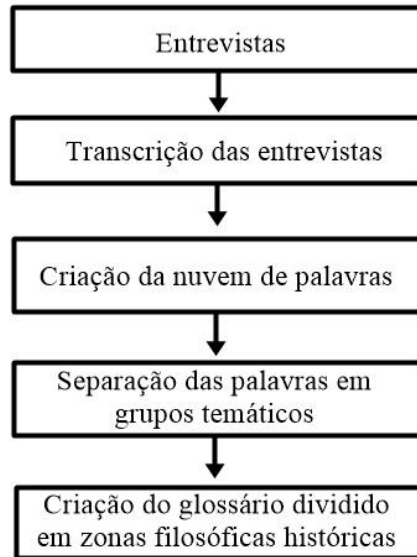 Entrevistas
Transcrição das entrevistas
Criação da nuvem de palavras
Separação das palavras em
grupos temáticos
Criação do glossário dividido
em zonas filosóficas históricas